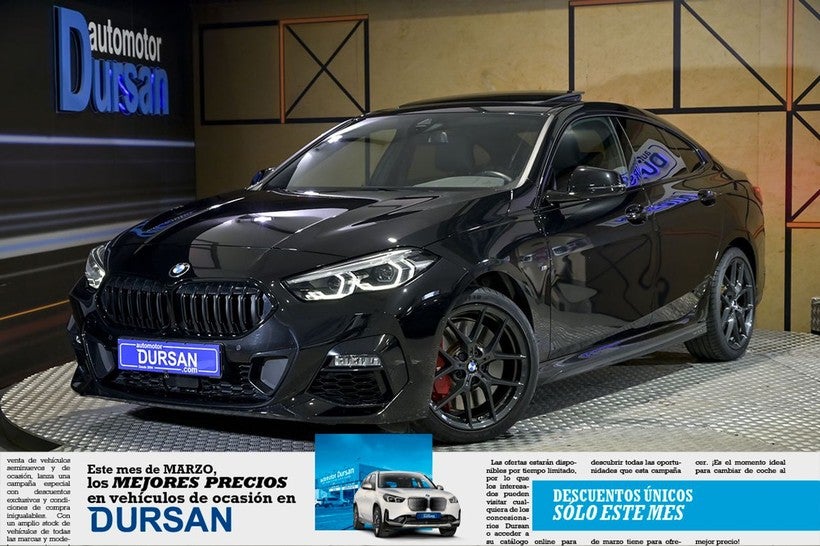 automotor
Dursan
automotor
DURSAN
.com
venta de vehículos
seminuevos y de
ocasión, lanza una
campaña especial
con descuentos
exclusivos y condi-
ciones de compra
inigualables. Con
un amplio stock de
vehículos de todas
las marcas y mode-
Este mes de MARZO,
los MEJORES PRECIOS
en vehículos de ocasión en
DURSAN
automotor Dursan
Las ofertas estarán dispo-
nibles por tiempo limitado,
por lo que
los interesa-
dos pueden
visitar cual-
quiera de los
concesiona-
rios Dursan
o acceder a
su catálogo online para
descubrir todas las oportu-
nidades que esta campaña
cer. ¡Es el momento ideal
para cambiar de coche al
DESCUENTOS ÚNICOS
SÓLO ESTE MES
de marzo tiene para ofre-
mejor precio!